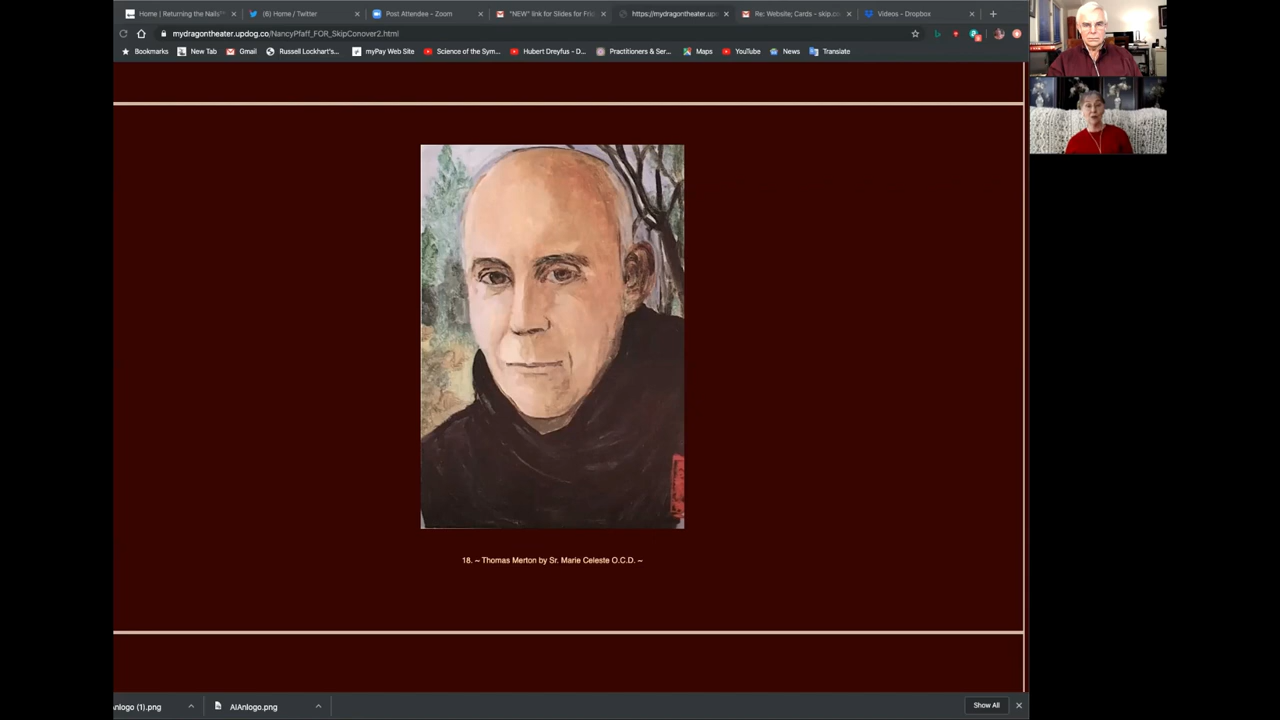 Home | Returning the Nails
(6) Home / Twitter
Post Attendee - Zoom
"NEW" link for Slides for Fri
https://mydragontheater.upd
Re: Website; Cards - skip.co
Videos - Dropbox
mydragontheater.updog.co/NancyPfaff_FOR_SkipConover2.html
Bookmarks
New Tab
Gmail
Russell Lockhart's...
myPay Web Site
Science of the Sym...
Hubert Dreyfus - D...
Practitioners & Ser...
Maps
YouTube
News
Translate
18. ~ Thomas Merton by Sr. Marie Celeste O.C.D. ~
Anlogo (1).png
AIAnlogo.png
Show All